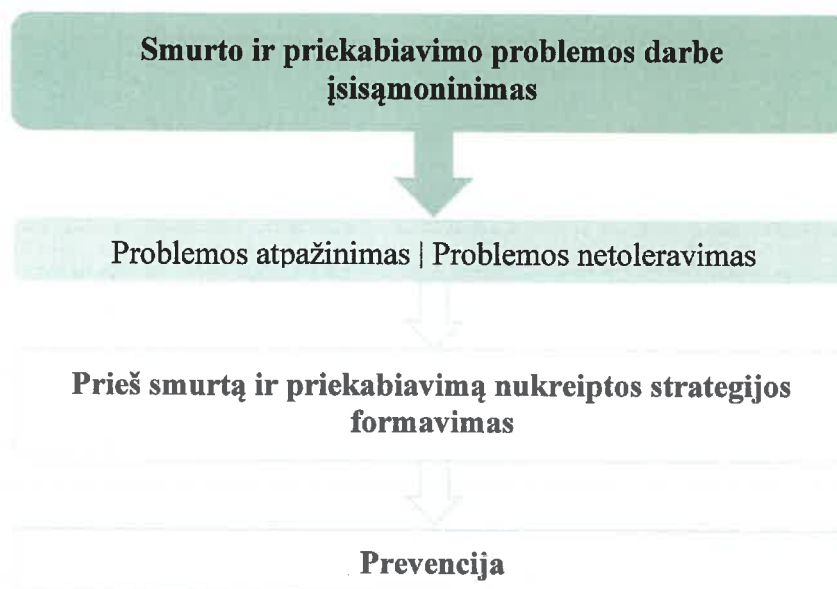 Smurto ir priekabiavimo problemos darbe
įsisąmoninimas
Problemos atpažinimas | Problemos netoleravimas
Prieš smurtą ir priekabiavimą nukreiptos strategijos
formavimas
Prevencija